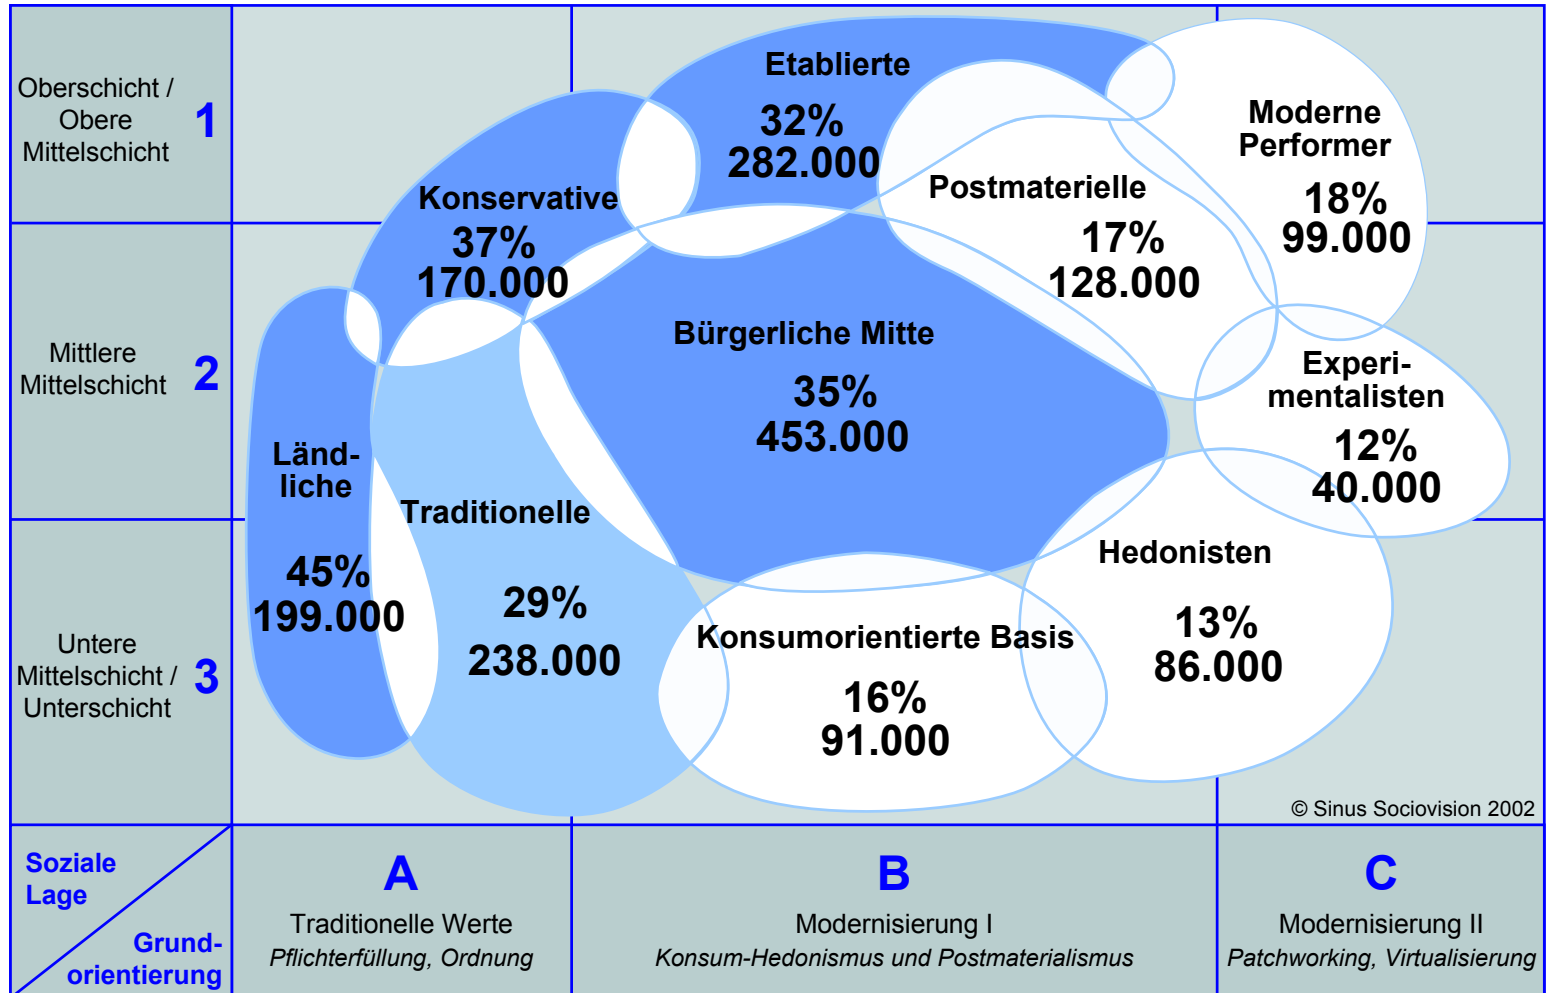 Oberschicht /
Obere
Mittelschicht
1
Etablierte
32%
282.000
Moderne
Performer
18%
99.000
Konservative
37%
170.000
Postmaterielle
17%
128.000
Mittlere
Mittelschicht
2
Bürgerliche Mitte
35%
453.000
Experi-
mentalisten
12%
40.000
Länd-
liche
45%
199.000
Traditionelle
29%
238.000
Hedonisten
13%
86.000
Konsumorientierte Basis
16%
91.000
Untere
Mittelschicht /
Unterschicht
3
© Sinus Sociovision 2002
Soziale
Lage
Grund-
orientierung
A
Traditionelle Werte
Pflichterfüllung, Ordnung
B
Modernisierung I
Konsum-Hedonismus und Postmaterialismus
C
Modernisierung II
Patchworking, Virtualisierung